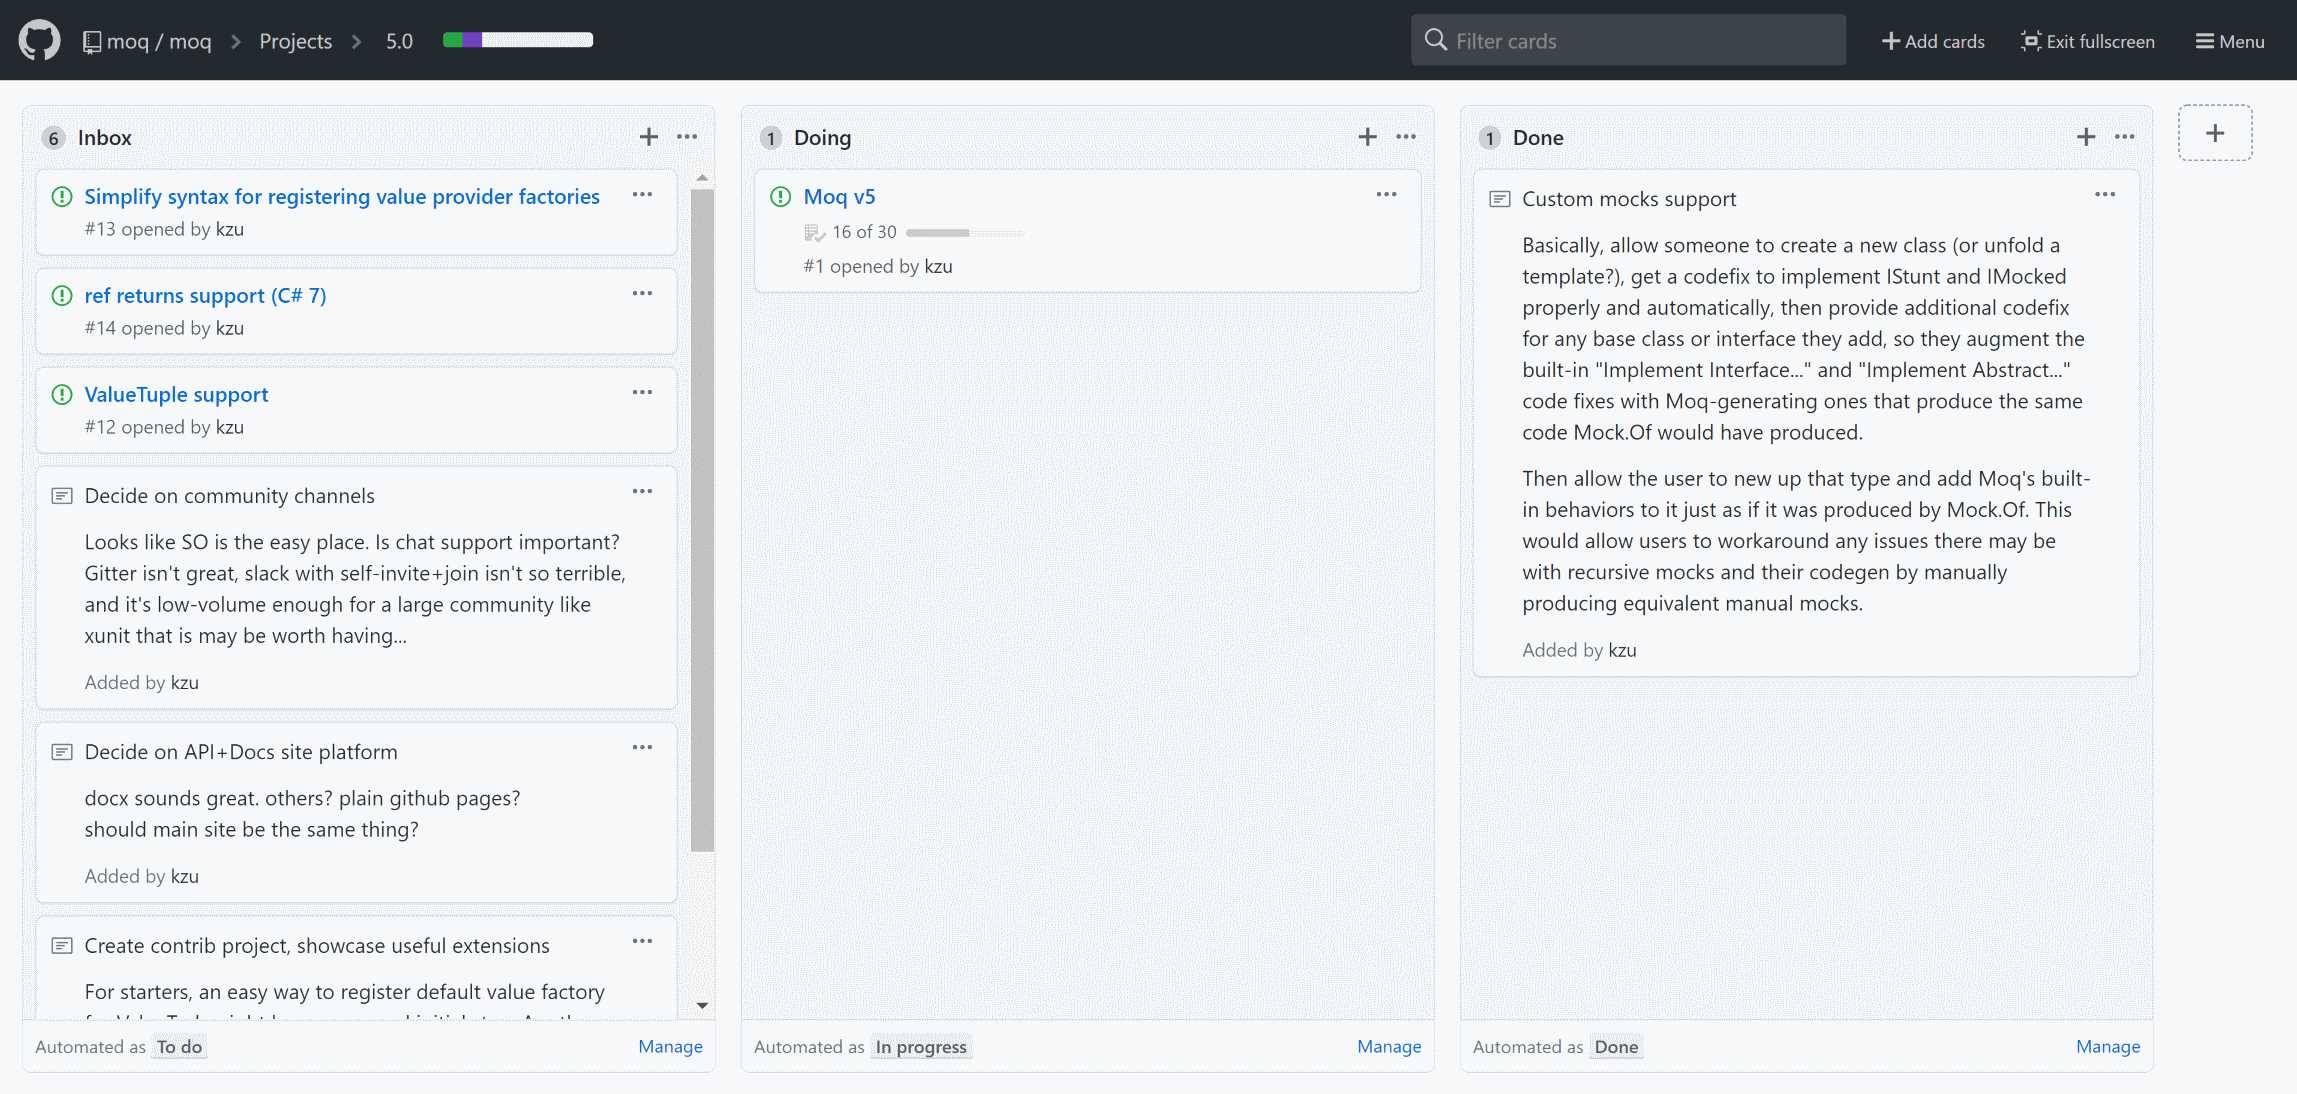 moq / moq > Projects > 5.0
Filter cards
Add cards
Exit fullscreen
Menu
6 Inbox
Simplify syntax for registering value provider factories
#13 opened by kzu
ref returns support (C# 7)
#14 opened by kzu
ValueTuple support
#12 opened by kzu
Decide on community channels
Looks like SO is the easy place. Is chat support important?
Gitter isn't great, slack with self-invite+join isn't so terrible,
and it's low-volume enough for a large community like
xunit that is may be worth having...
Added by kzu
Decide on API+Docs site platform
docx sounds great. others? plain github pages?
should main site be the same thing?
Added by kzu
Create contrib project, showcase useful extensions
For starters, an easy way to register default value factory
Automated as To do
Manage
1 Doing
Moq v5
16 of 30
#1 opened by kzu
Automated as In progress
Manage
1 Done
Custom mocks support
Basically, allow someone to create a new class (or unfold a
template?), get a codefix to implement IStunt and IMocked
properly and automatically, then provide additional codefix
for any base class or interface they add, so they augment the
built-in "Implement Interface..." and "Implement Abstract..."
code fixes with Moq-generating ones that produce the same
code Mock.Of would have produced.
Then allow the user to new up that type and add Moq's built-
in behaviors to it just as if it was produced by Mock.Of. This
would allow users to workaround any issues there may be
with recursive mocks and their codegen by manually
producing equivalent manual mocks.
Added by kzu
Automated as Done
Manage